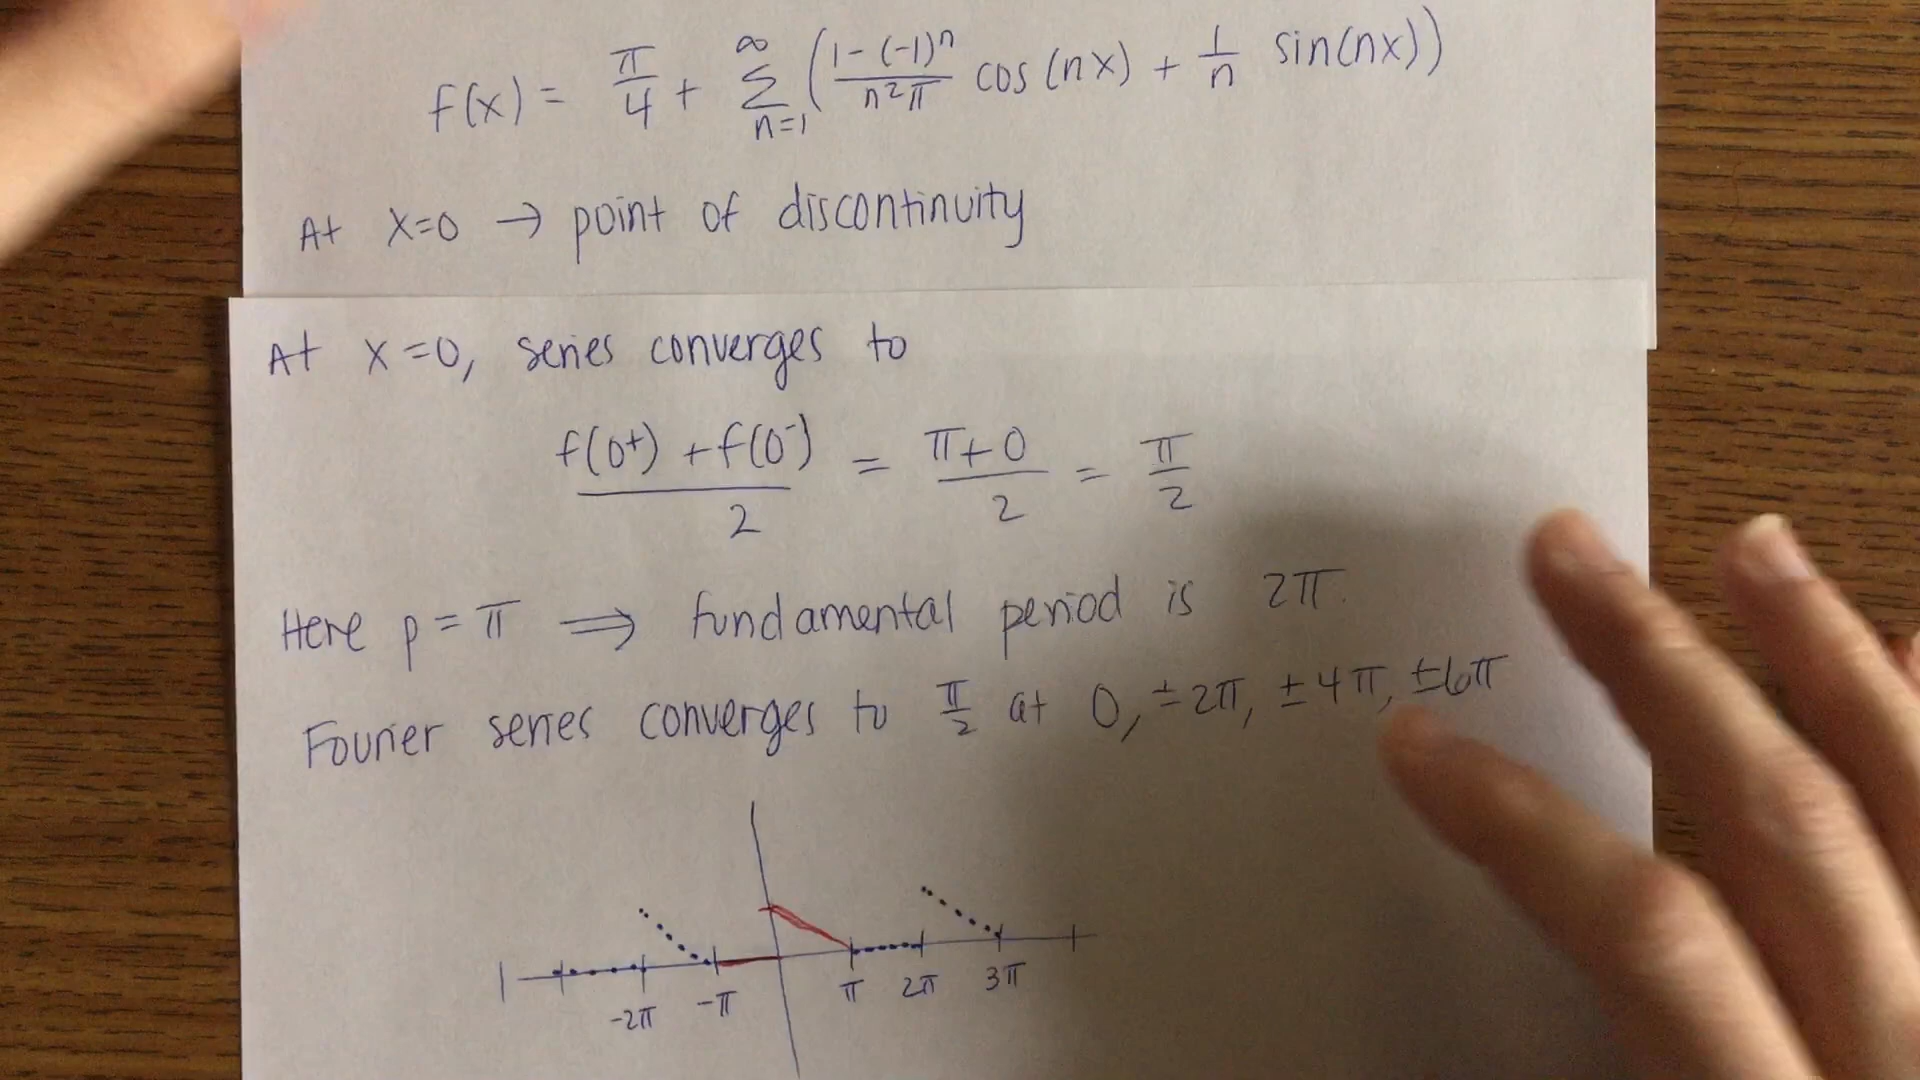 f(x) = π/4 + ∞∑n=1 ( (1-(-1)^n)/(n²π) cos(nx) + 1/n sin(nx))
At x=0 → point of discontinuity
At x=0, series converges to
(f(0+) + f(0-))/2 = (π+0)/2 = π/2
Here p = π ⟹ fundamental period is 2π.
Fourier series converges to π/2 at 0, ±2π, ±4π, ±6π
-2π -π π 2π 3π